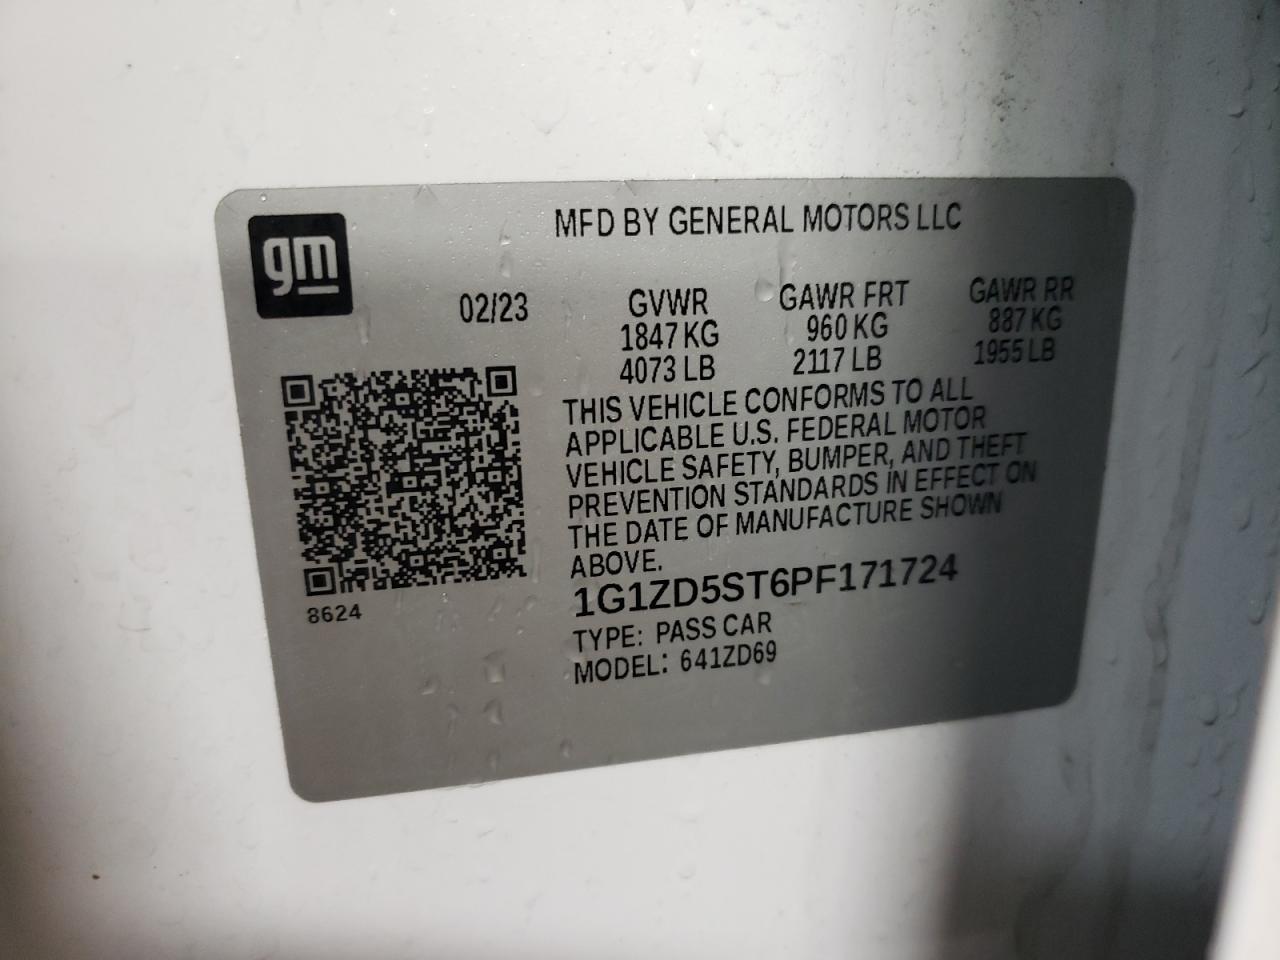 gm
MFD BY GENERAL MOTORS LLC
02/23 GVWR GAWR FRT GAWR RR
1847 KG 960 KG 887 KG
4073 LB 2117 LB 1955 LB
THIS VEHICLE CONFORMS TO ALL
APPLICABLE U.S. FEDERAL MOTOR
VEHICLE SAFETY, BUMPER, AND THEFT
PREVENTION STANDARDS IN EFFECT ON
THE DATE OF MANUFACTURE SHOWN
ABOVE.
1G1ZD5ST6PF171724
8624
TYPE: PASS CAR
MODEL: 641ZD69